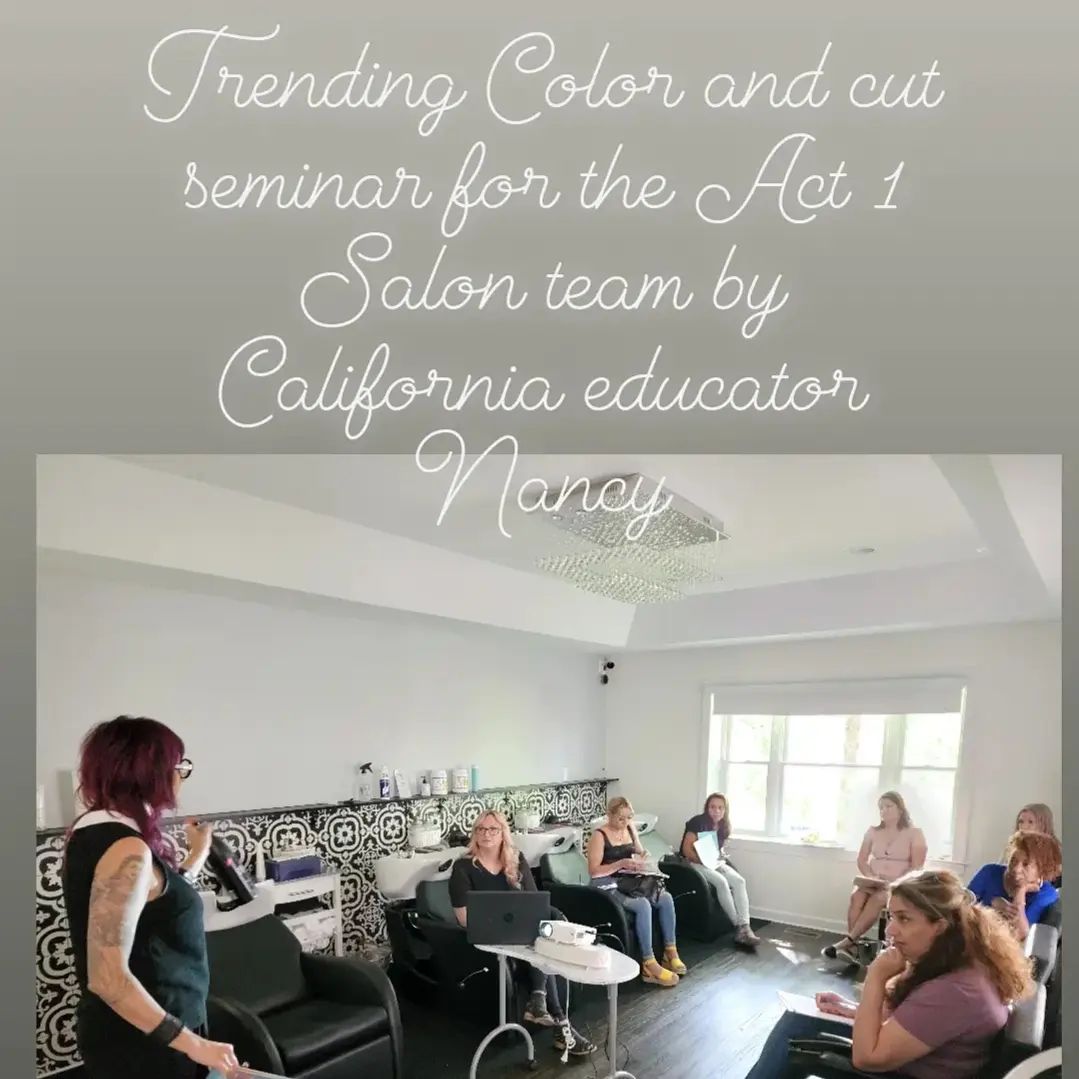 Trending Color and cut
seminar for the Act 1
Salon team by
California educator
Nancy